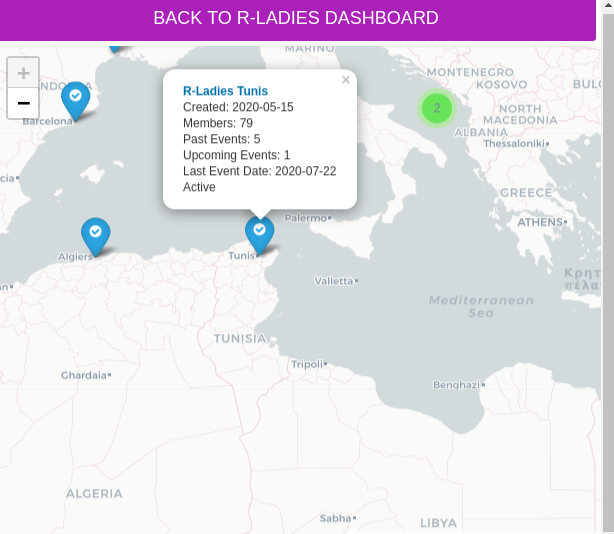 BACK TO R-LADIES DASHBOARD
MARINO
+
−
MONTENEGRO
KOSOVO
BULG
R-Ladies Tunis
×
Created: 2020-05-15
Members: 79
Past Events: 5
Upcoming Events: 1
Last Event Date: 2020-07-22
Active
NDO
2
NORTH
MACEDONIA
Barcelona
ALBANIA
Thessaloniki
cia
GREECE
Palermo
ATHENS
Algiers
Tunis
Valletta
Κρητ
πέλα
Mediterranean
Sea
TUNISIA
Tripoli
Ghardaia
Benghazi
ALGERIA
Sabha
LIBYA